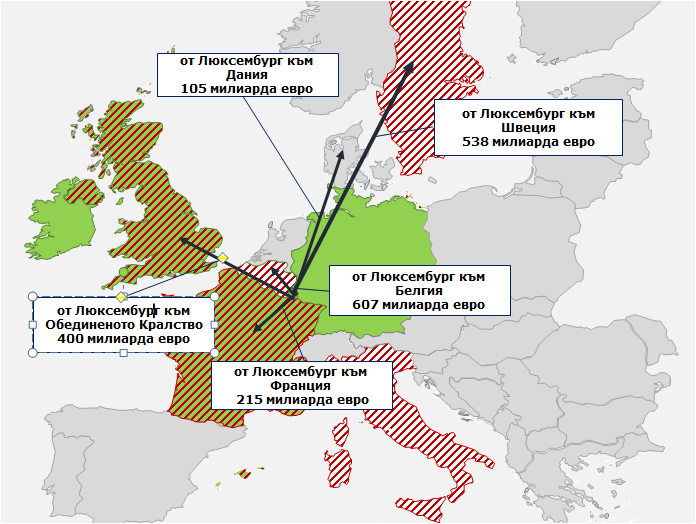 от Люксембург към
Дания
105 милиарда евро
от Люксембург към
Швеция
538 милиарда евро
от Люксембург към
Белгия
607 милиарда евро
от Люксембург към
Обединеното Кралство
400 милиарда евро
от Люксембург към
Франция
215 милиарда евро